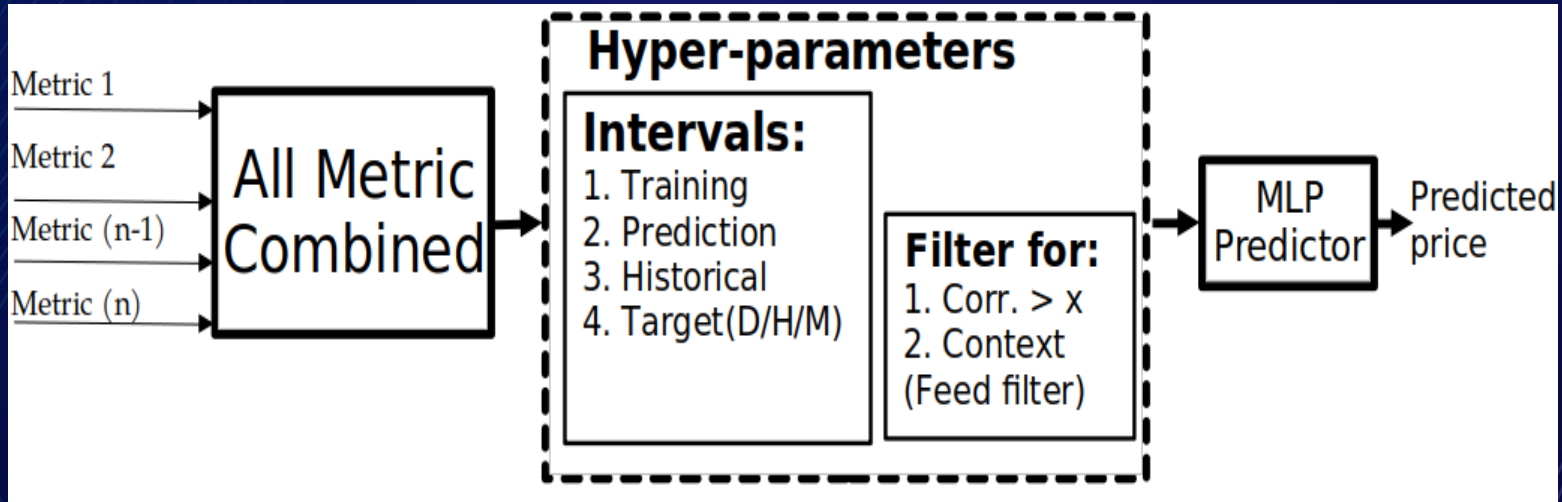 Metric 1
Metric 2
Metric (n-1)
Metric (n)
All Metric
Combined
Hyper-parameters
Intervals:
1. Training
2. Prediction
3. Historical
4. Target(D/H/M)
Filter for:
1. Corr. > x
2. Context
(Feed filter)
MLP
Predictor
Predicted
price